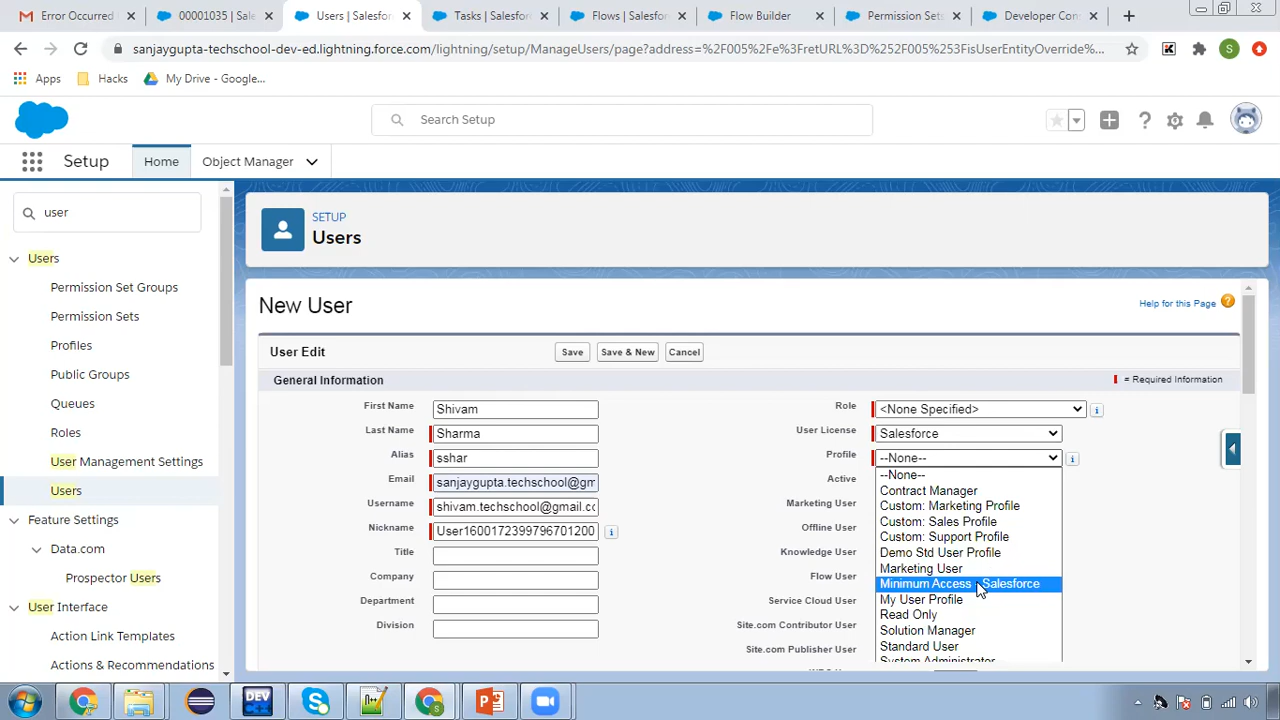 Error Occurred
00001035 | Salesfo
Users | Salesfor
Tasks | Salesfor
Flows | Salesfor
Flow Builder
Permission Sets
Developer Con
sanjaygupta-techschool-dev-ed.lightning.force.com/lightning/setup/ManageUsers/page?address=%2F005%2Fe%3FretURL%3D%252F005%253FisUserEntityOverride%...
S
Apps
Hacks
My Drive - Google...
Search Setup
Setup
Home
Object Manager
user
SETUP
Users
Users
Permission Set Groups
Permission Sets
Profiles
Public Groups
Queues
Roles
User Management Settings
Users
Feature Settings
Data.com
Prospector Users
User Interface
Action Link Templates
Actions & Recommendations
New User
Help for this Page ?
User Edit
Save
Save & New
Cancel
General Information
= Required Information
First Name Shivam
Last Name Sharma
Alias sshar
Email sanjaygupta.techschool@gm
Username shivam.techschool@gmail.cc
Nickname User1600172399796701200 i
Title
Company
Department
Division
Role <None Specified> i
User License Salesforce
Profile --None-- i
Active
Marketing User
Offline User
Knowledge User
Flow User
Service Cloud User
Site.com Contributor User
Site.com Publisher User
--None--
Contract Manager
Custom: Marketing Profile
Custom: Sales Profile
Custom: Support Profile
Demo Std User Profile
Marketing User
Minimum Access - Salesforce
My User Profile
Read Only
Solution Manager
Standard User
System Administrator
DEV
C++